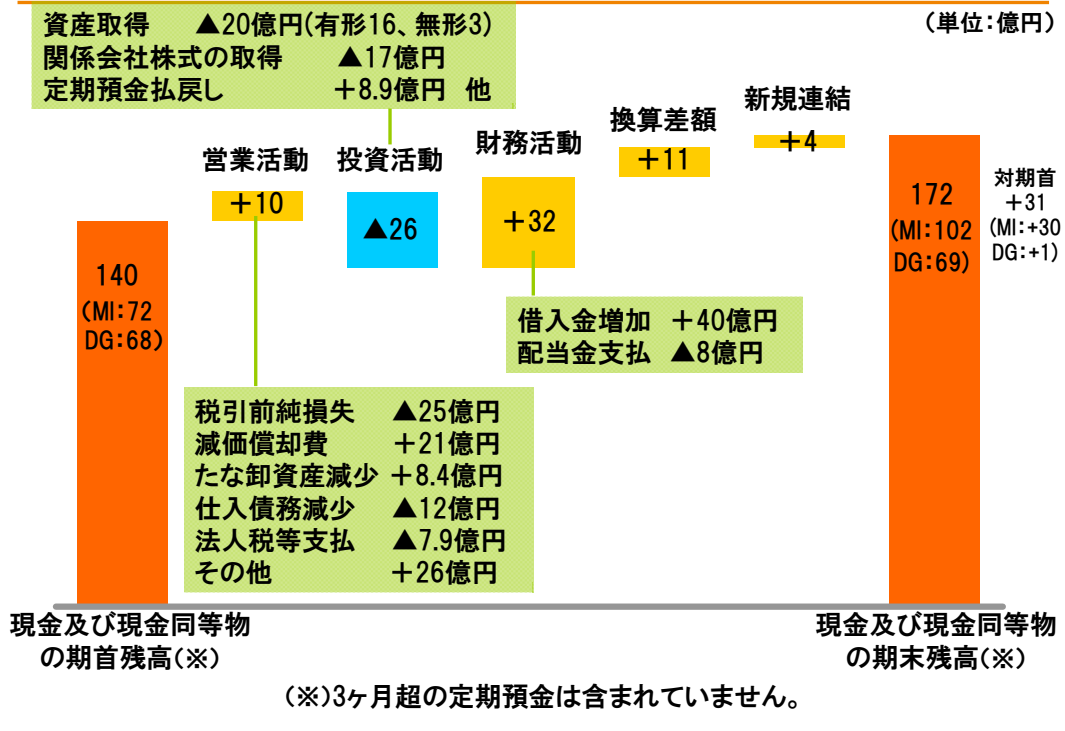 資産取得 ▲20億円(有形16、無形3)
関係会社株式の取得 ▲17億円
定期預金払戻し +8.9億円 他
(単位:億円)
営業活動
投資活動
財務活動
換算差額
新規連結
+10
▲26
+32
+11
+4
140
(MI:72
DG:68)
172
(MI:102
DG:69)
対期首
+31
(MI:+30
DG:+1)
借入金増加 +40億円
配当金支払 ▲8億円
税引前純損失 ▲25億円
減価償却費 +21億円
たな卸資産減少 +8.4億円
仕入債務減少 ▲12億円
法人税等支払 ▲7.9億円
その他 +26億円
現金及び現金同等物
の期首残高(※)
現金及び現金同等物
の期末残高(※)
(※)3ヶ月超の定期預金は含まれていません。